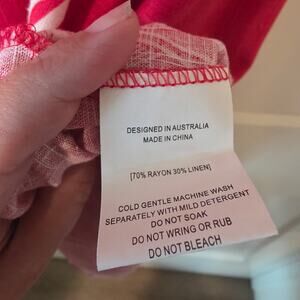 DESIGNED IN AUSTRALIA
MADE IN CHINA
[70% RAYON 30% LINEN]
COLD GENTLE MACHINE WASH
SEPARATELY WITH MILD DETERGENT
DO NOT SOAK
DO NOT WRING OR RUB
DO NOT BLEACH